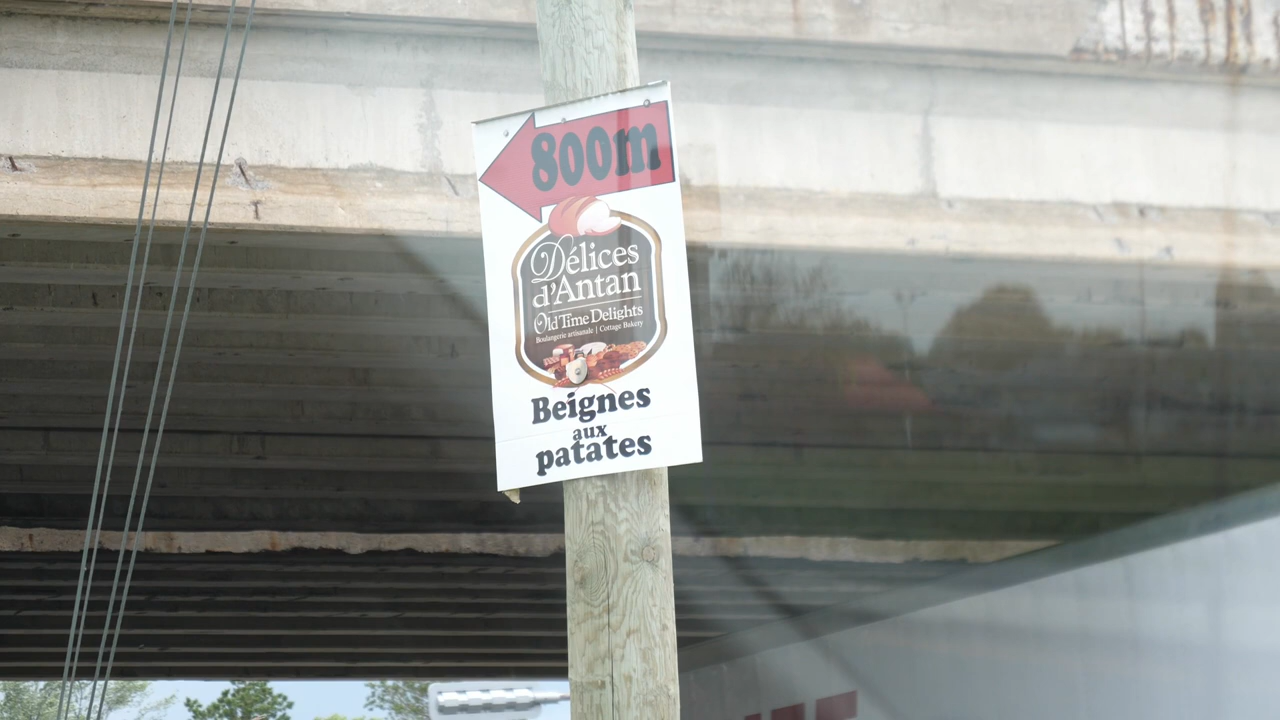 800m
Délices
d'Antan
Old Time Delights
Boulangerie artisanale | Cottage Bakery
Beignes
aux
patates